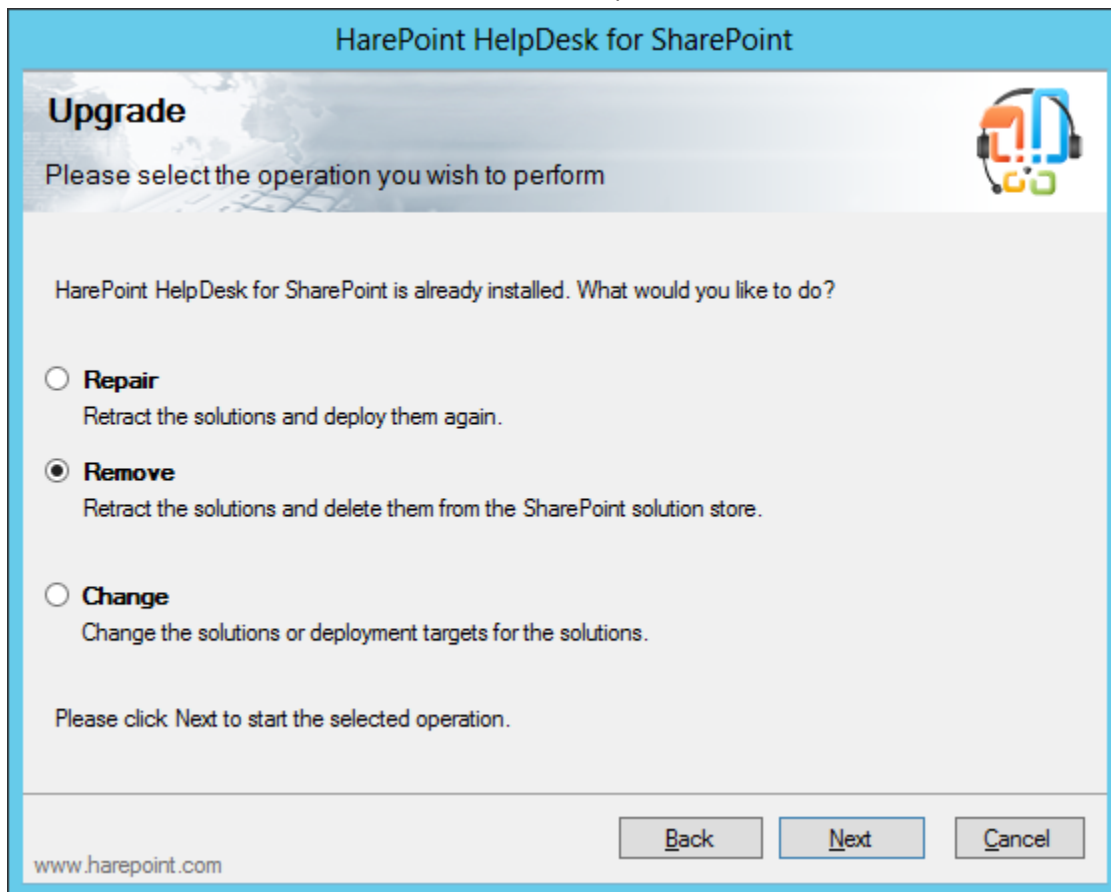 HarePoint HelpDesk for SharePoint
Upgrade
Please select the operation you wish to perform
HarePoint HelpDesk for SharePoint is already installed. What would you like to do?
Repair
Retract the solutions and deploy them again.
Remove
Retract the solutions and delete them from the SharePoint solution store.
Change
Change the solutions or deployment targets for the solutions.
Please click Next to start the selected operation.
Back Next Cancel
www.harepoint.com